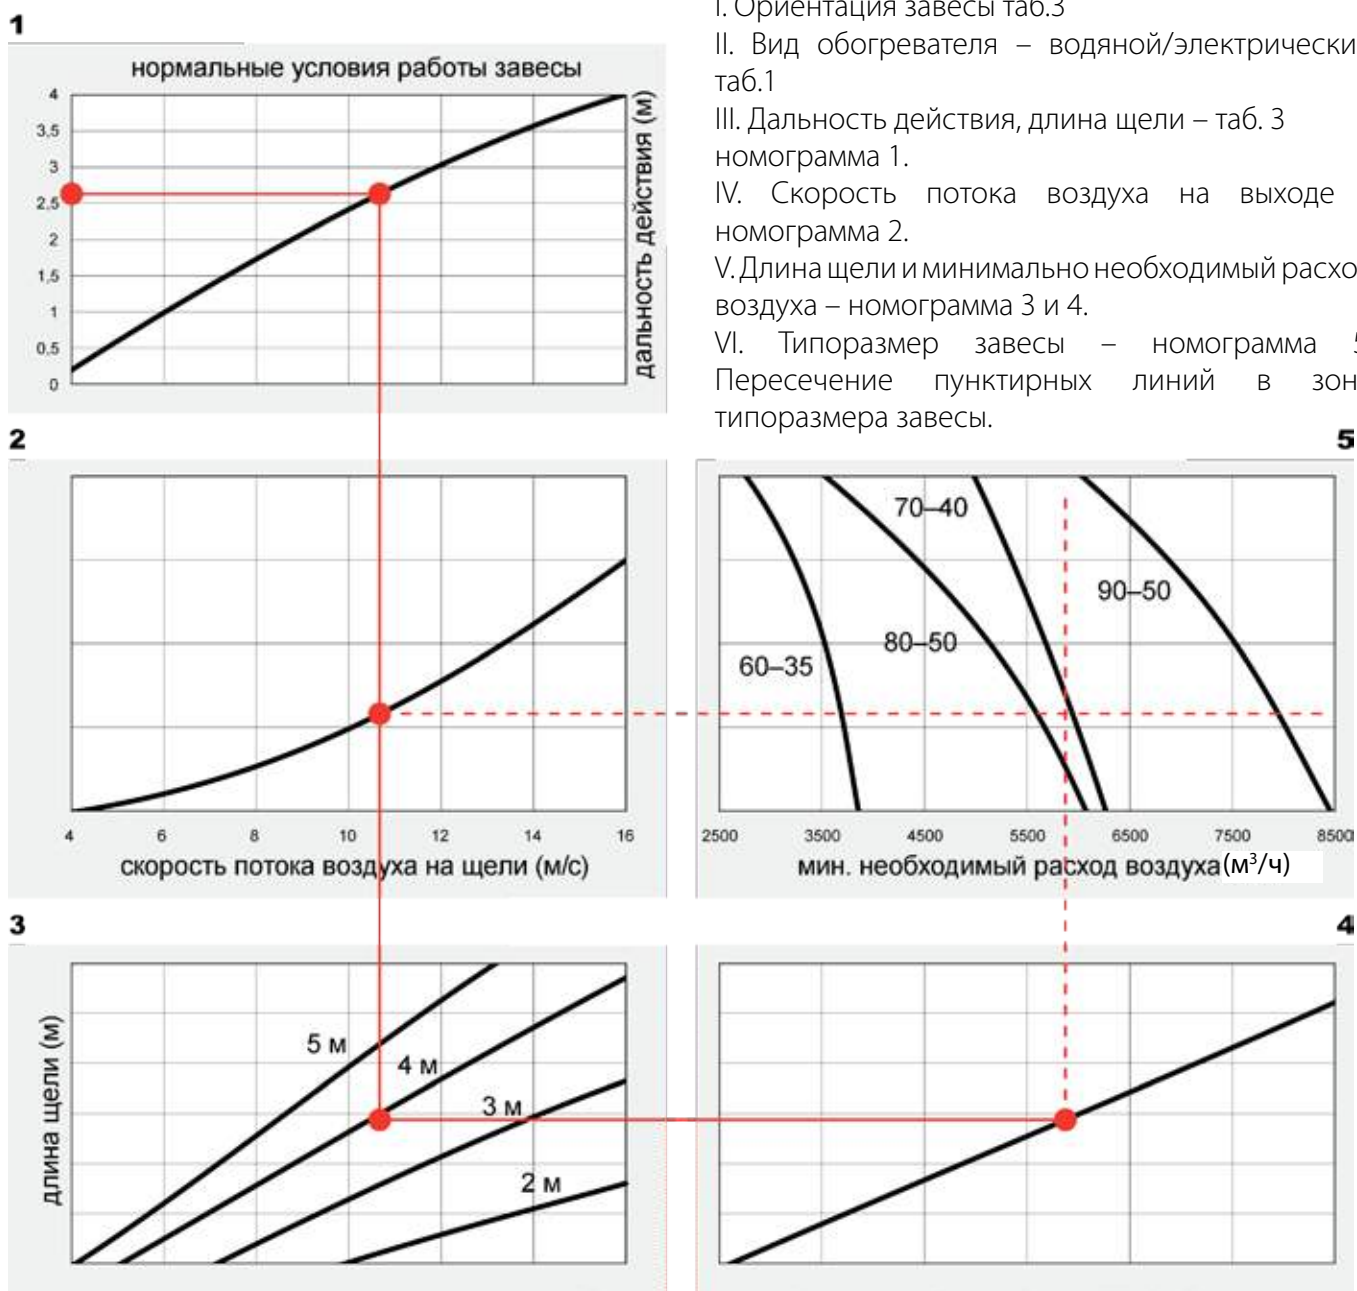 1
нормальные условия работы завесы
4
3,5
3
2,5
2
1,5
1
0,5
0
дальность действия (м)
I. Ориентация завесы таб.3
II. Вид обогревателя – водяной/электрически
таб.1
III. Дальность действия, длина щели – таб. 3
номограмма 1.
IV. Скорость потока воздуха на выходе
номограмма 2.
V. Длина щели и минимально необходимый расхо
воздуха – номограмма 3 и 4.
VI. Типоразмер завесы – номограмма 5
Пересечение пунктирных линий в зон
типоразмера завесы.
2
4 6 8 10 12 14 16
скорость потока воздуха на щели (м/с)
5
70–40
90–50
80–50
60–35
2500 3500 4500 5500 6500 7500 8500
мин. необходимый расход воздуха (м³/ч)
3
длина щели (м)
5 м
4 м
3 м
2 м
4